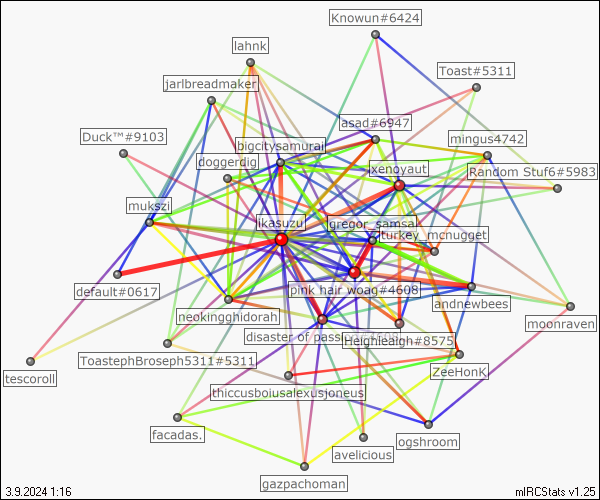 Knowun#6424
lahnk
Toast#5311
jarlbreadmaker
asad#6947
Duck™#9103
mingus4742
bigcitysamurai
doggerdig
xenoyaut
Random Stuf6#5983
mukszi
ikasuzu
gregor_samsa
turkey_mcnugget
default#0617
pink hair woag#4608
andnewbees
neokingghidorah
moonraven
disaster of
Heighleaigh#8575
ToastephBroseph5311#5311
ZeeHonK
tescoroll
thiccusboiusalexusjoneus
facadas.
ogshroom
avelicious
gazpachoman
3.9.2024 1:16
mIRCStats v1.25